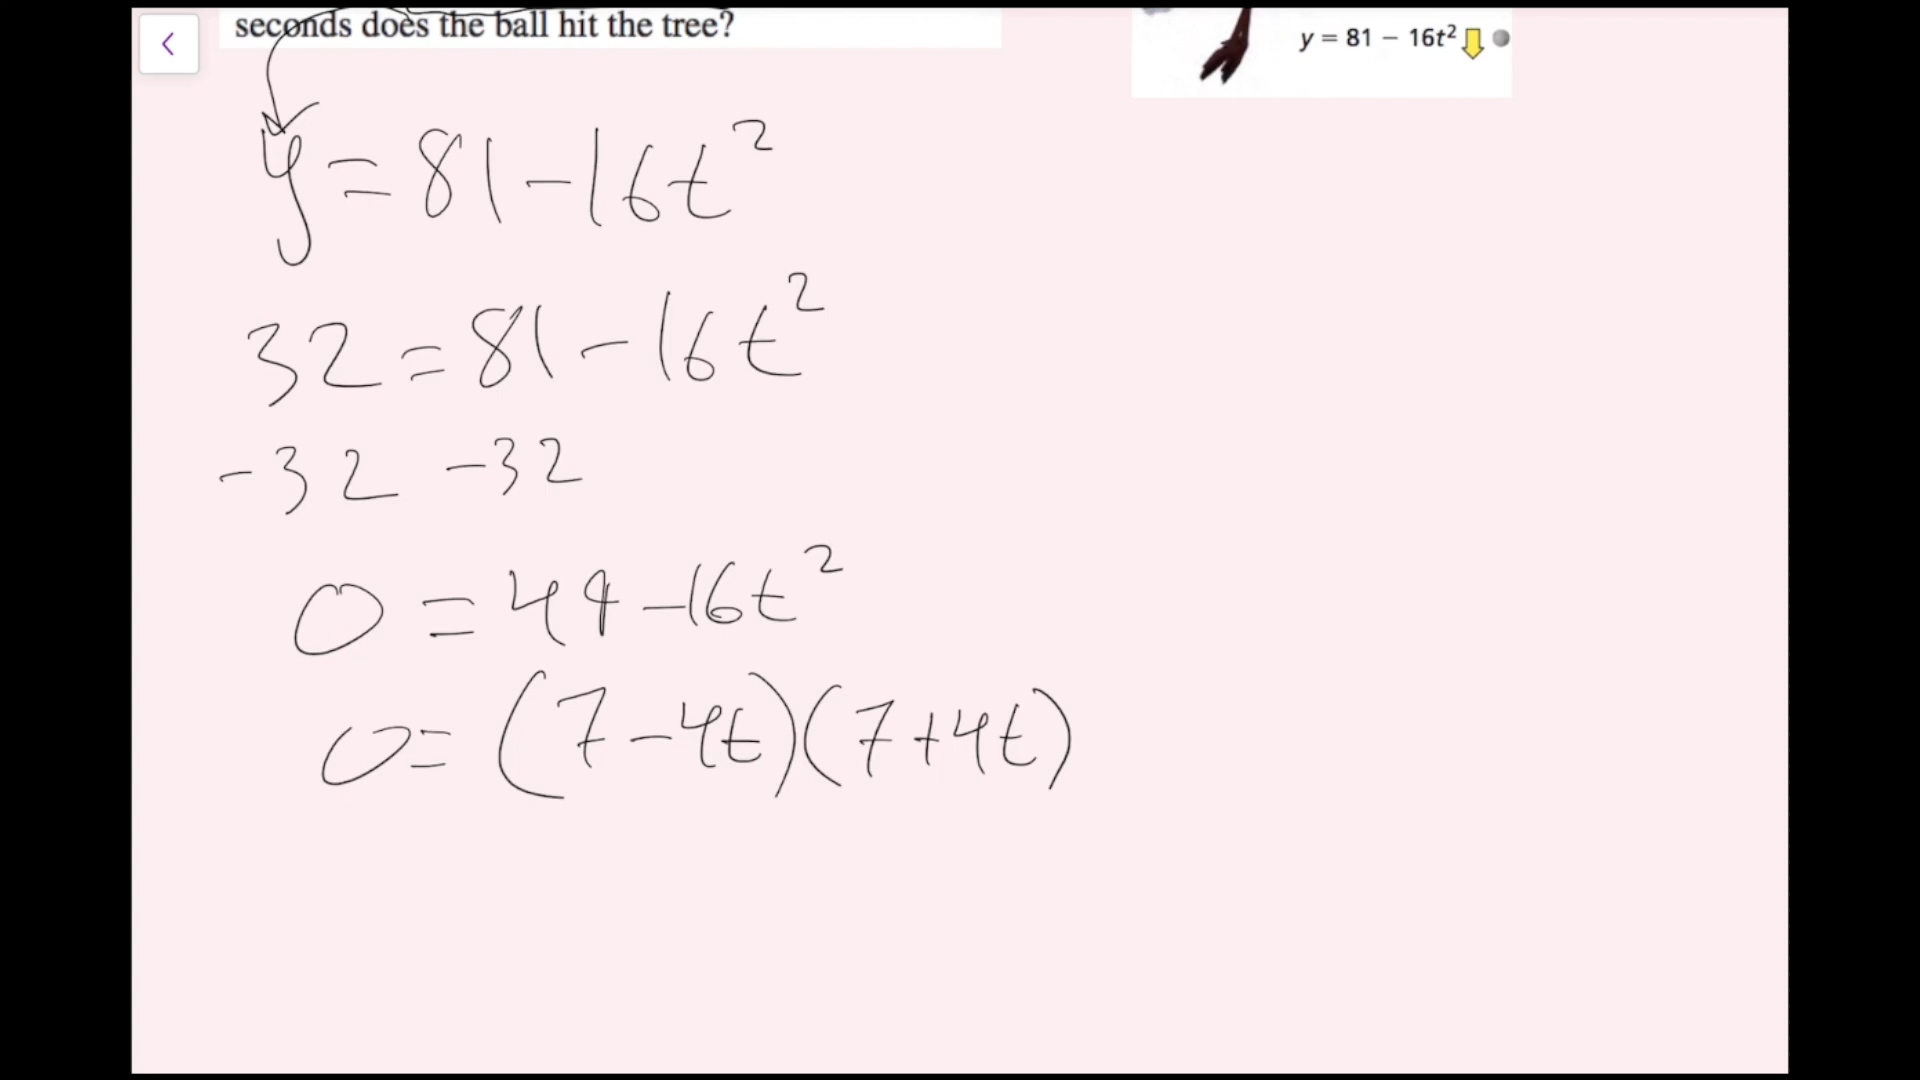 seconds does the ball hit the tree?
y = 81 − 16t²
y = 81 - 16t²
32 = 81 - 16t²
-32 -32
0 = 49 - 16t²
0 = (7 - 4t)(7 + 4t)